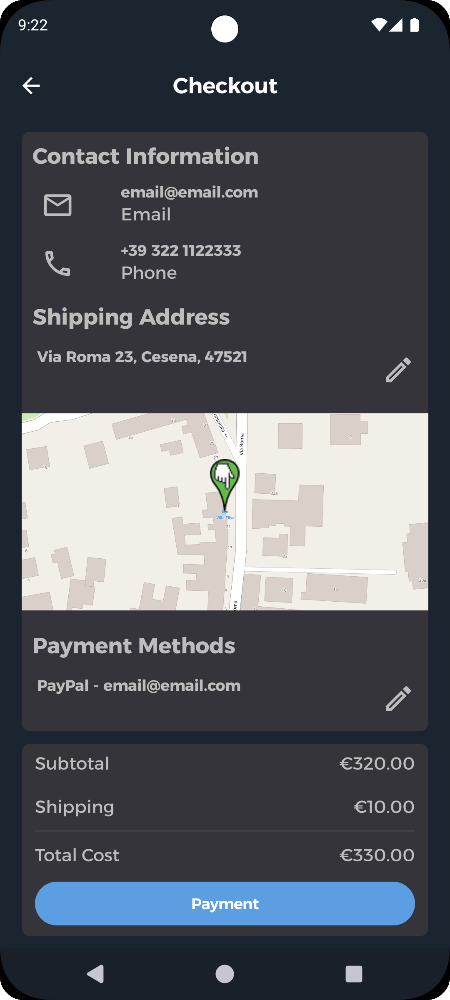 9:22
Checkout
Contact Information
email@email.com
Email
+39 322 1122333
Phone
Shipping Address
Via Roma 23, Cesena, 47521
33
31
onsolata
4a
29
Via Roma
2
27
18
32a
1
Villa Elisa
21
17
6
22
15
4
20a
16
18
9
5
oma
12
Payment Methods
PayPal - email@email.com
Subtotal €320.00
Shipping €10.00
Total Cost €330.00
Payment